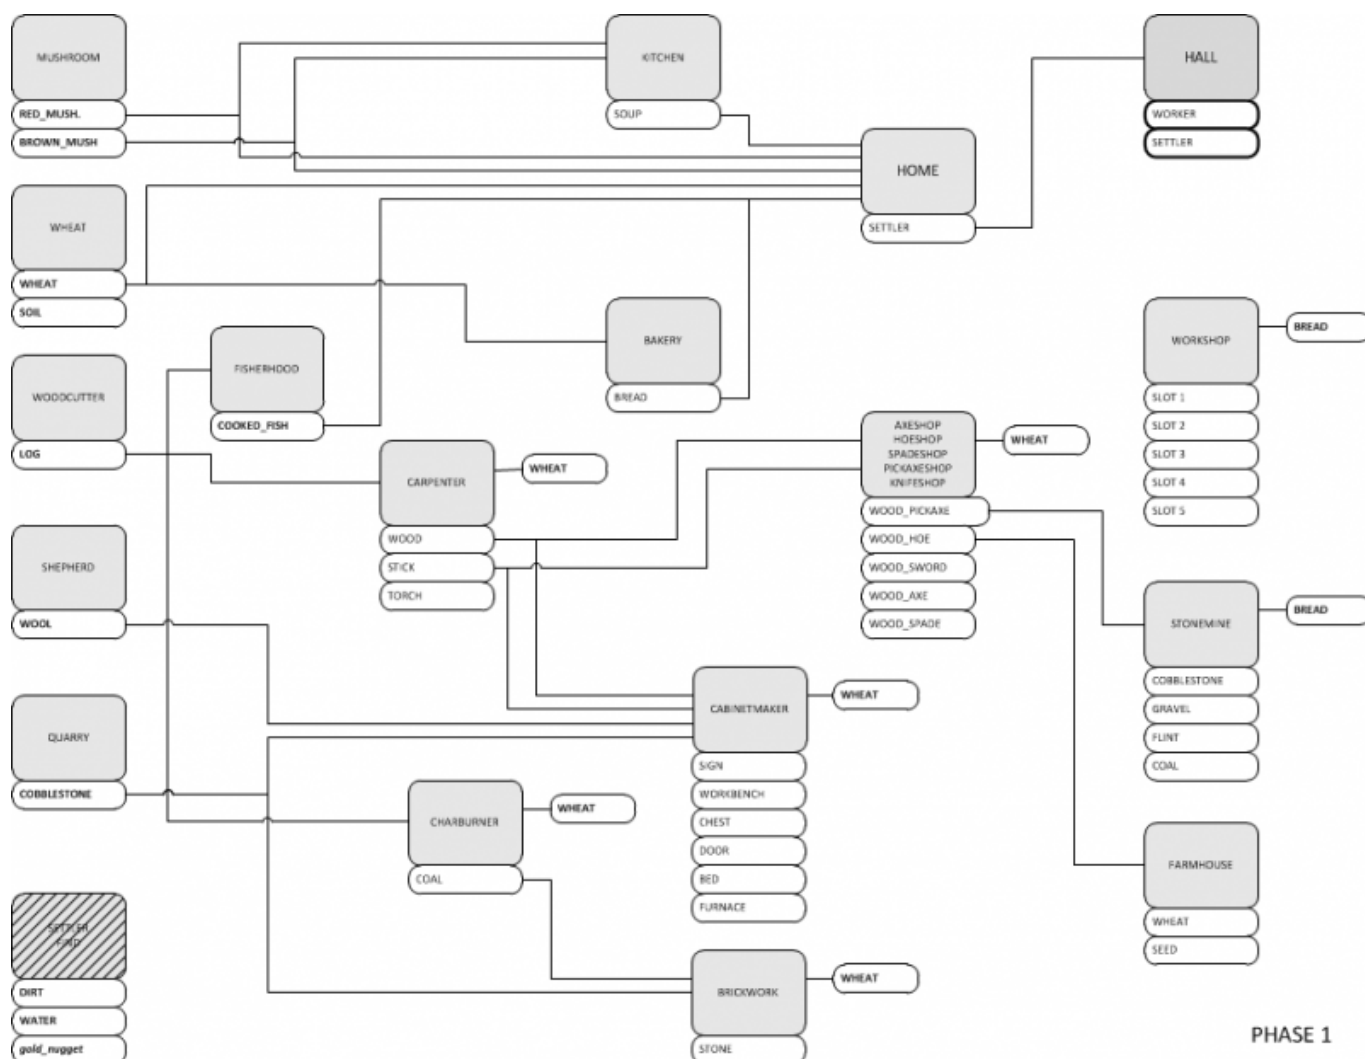 MUSHROOM
RED_MUSH.
BROWN_MUSH
KITCHEN
SOUP
HALL
WORKER
SETTLER
HOME
SETTLER
WHEAT
WHEAT
SOIL
FISHERHOOD
COOKED_FISH
BAKERY
BREAD
WORKSHOP
BREAD
SLOT 1
SLOT 2
SLOT 3
SLOT 4
SLOT 5
WOODCUTTER
LOG
CARPENTER
WHEAT
WOOD
STICK
TORCH
AXESHOP
HOESHOP
SPADESHOP
PICKAXESHOP
KNIFESHOP
WHEAT
WOOD_PICKAXE
WOOD_HOE
WOOD_SWORD
WOOD_AXE
WOOD_SPADE
SHEPHERD
WOOL
STONEMINE
BREAD
COBBLESTONE
GRAVEL
FLINT
COAL
QUARRY
COBBLESTONE
CABINETMAKER
WHEAT
SIGN
WORKBENCH
CHEST
DOOR
BED
FURNACE
CHARBURNER
WHEAT
COAL
FARMHOUSE
WHEAT
SEED
SETTLER
FIND
DIRT
WATER
gold_nugget
BRICKWORK
WHEAT
STONE
PHASE 1